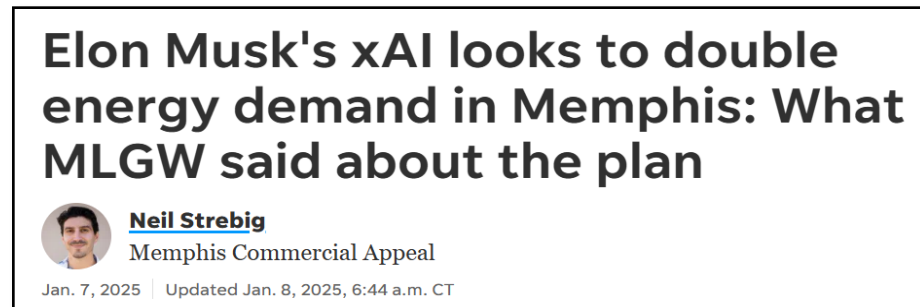 Elon Musk's xAI looks to double
energy demand in Memphis: What
MLGW said about the plan
Neil Strebig
Memphis Commercial Appeal
Jan. 7, 2025 Updated Jan. 8, 2025, 6:44 a.m. CT